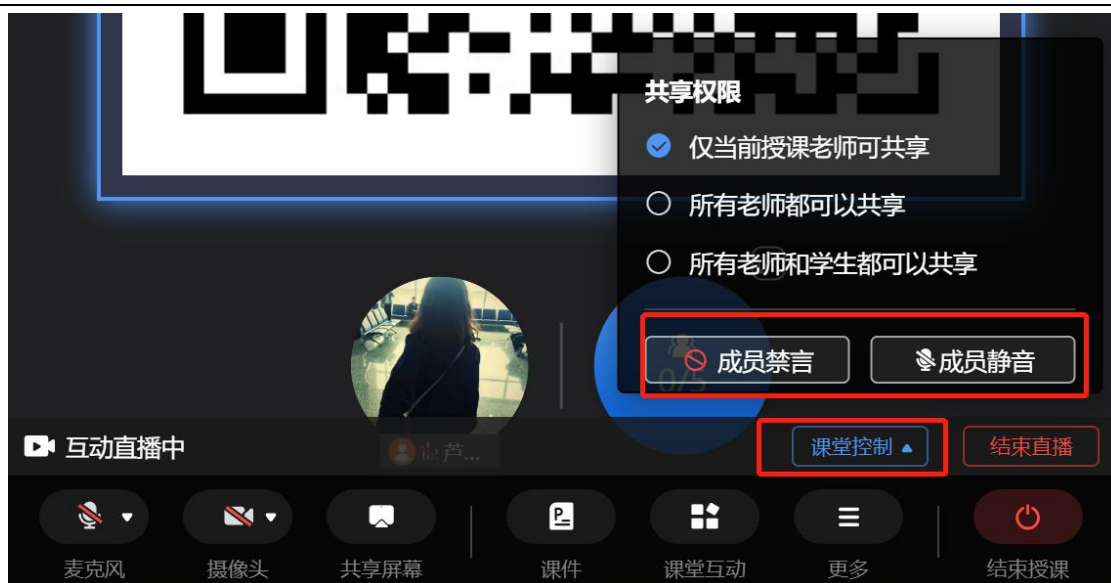 共享权限
仅当前授课老师可共享
所有老师都可以共享
所有老师和学生都可以共享
成员禁言 成员静音
0/5
互动直播中 芦... 课堂控制 结束直播
麦克风 摄像头 共享屏幕 课件 课堂互动 更多 结束授课